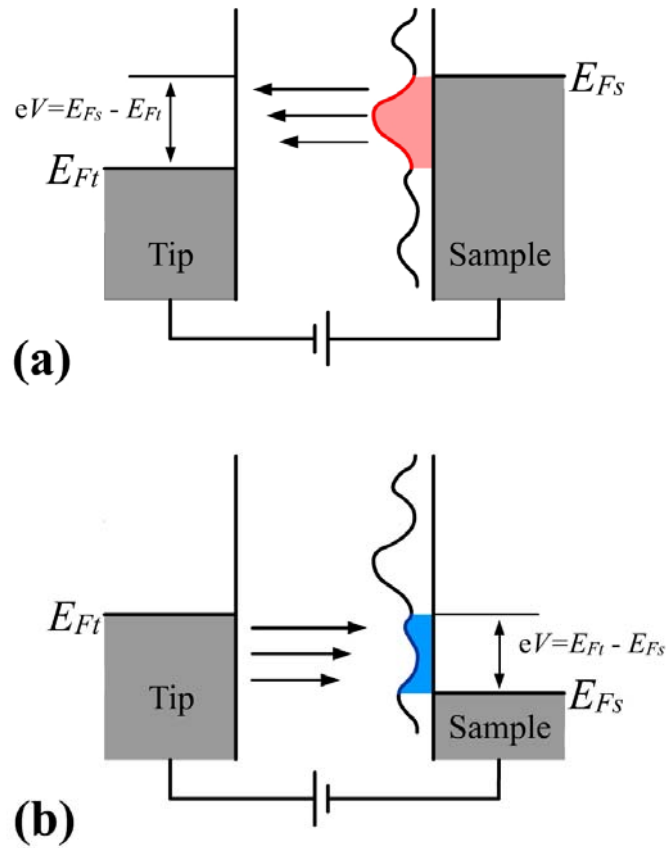 eV=E_Fs - E_Ft
E_Fs
E_Ft
Tip
Sample
(a)
E_Ft
eV=E_Ft - E_Fs
E_Fs
Tip
Sample
(b)